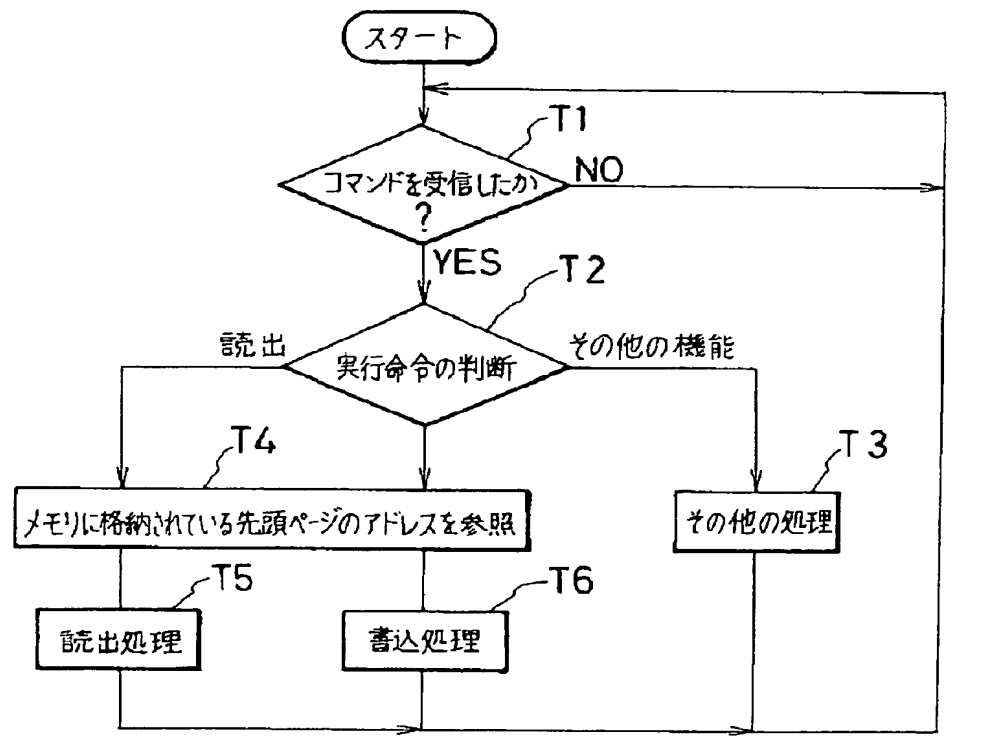 スタート
T1
コマンドを受信したか
?
NO
YES
T2
読出
実行命令の判断
その他の機能
T4
T3
メモリに格納されている先頭ページのアドレスを参照
その他の処理
T5
T6
読出処理
書込処理